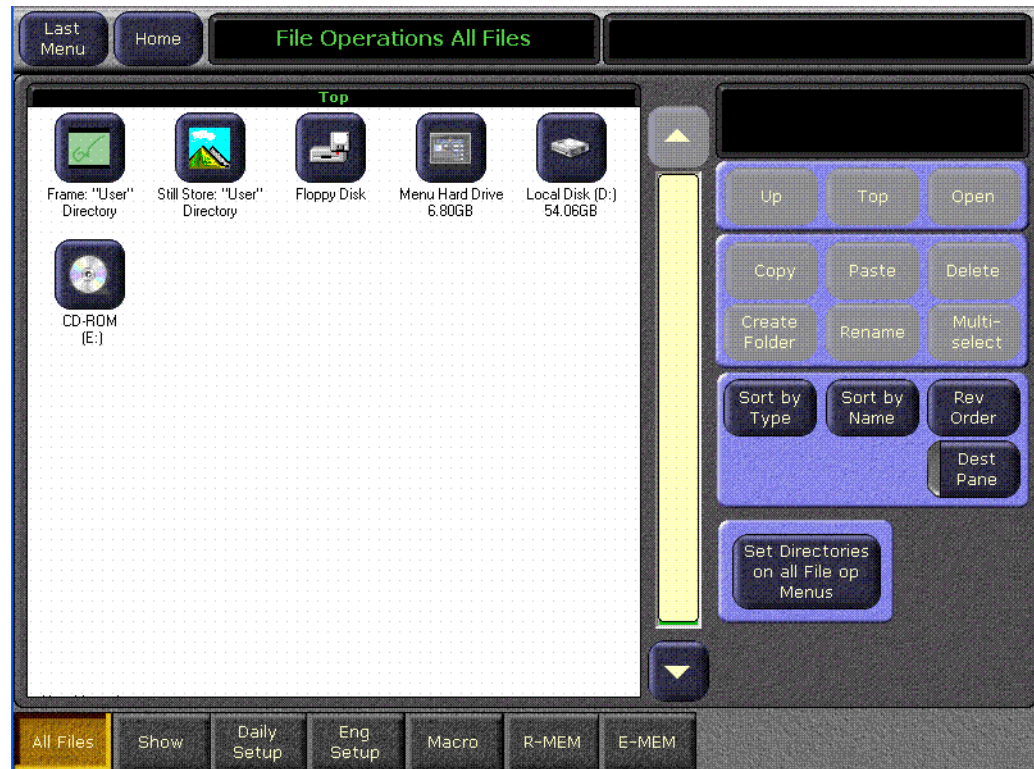 Last
Menu
Home
File Operations All Files
Top
Frame: "User"
Directory
Still Store: "User"
Directory
Floppy Disk
Menu Hard Drive
6.80GB
Local Disk (D:)
54.06GB
CD-ROM
(E:)
Up
Top
Open
Copy
Paste
Delete
Create
Folder
Rename
Multi-
select
Sort by
Type
Sort by
Name
Rev
Order
Dest
Pane
Set Directories
on all File op
Menus
All Files
Show
Daily
Setup
Eng
Setup
Macro
R-MEM
E-MEM